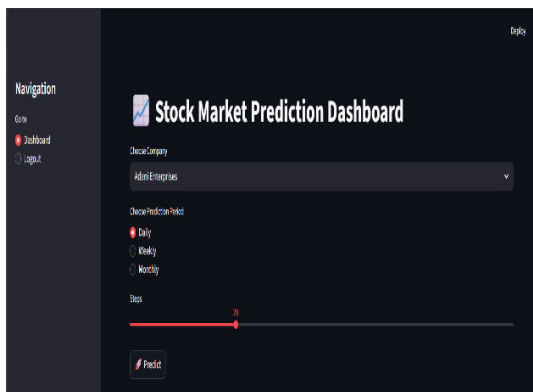 Deploy
Navigation
Go to
Dashboard
Logout
Stock Market Prediction Dashboard
Choose Company
Adani Enterprises
Choose Prediction Period
Daily
Weekly
Monthly
Steps
28
Predict